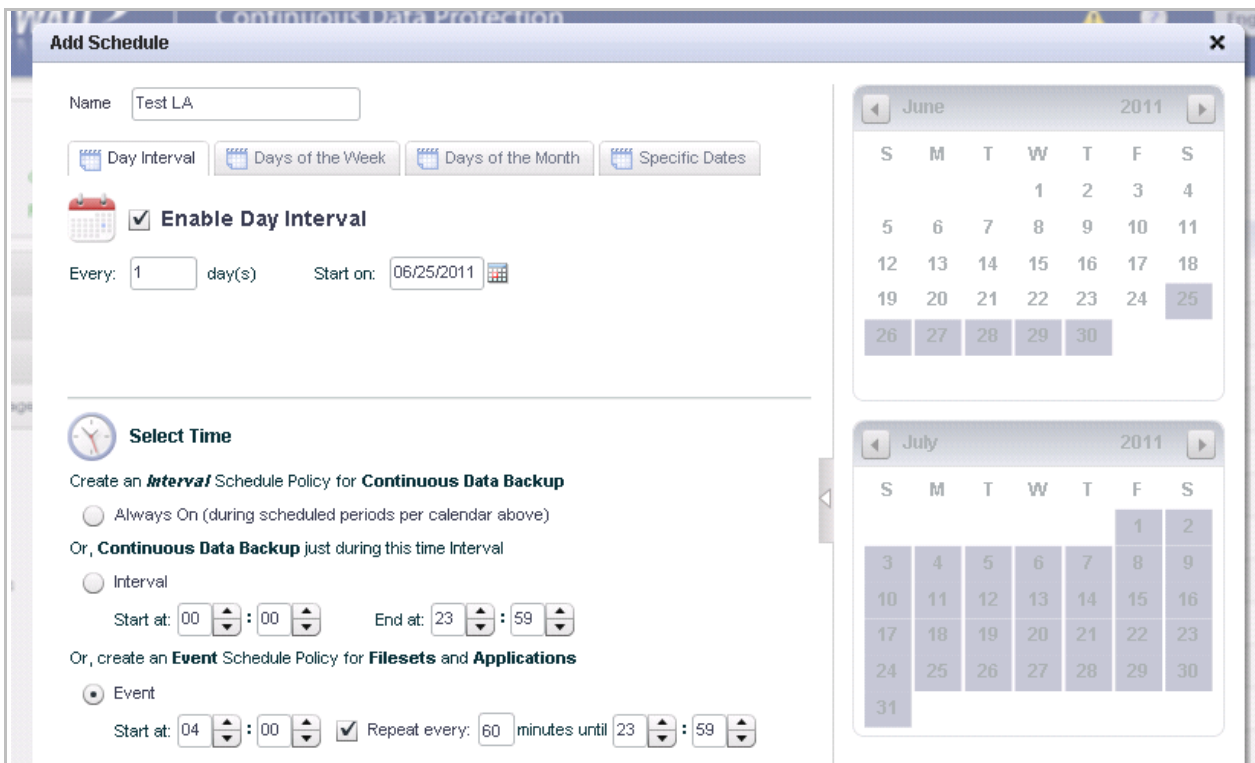 Continuous Data Protection
Add Schedule
Name Test LA
Day Interval Days of the Week Days of the Month Specific Dates
Enable Day Interval
Every: 1 day(s) Start on: 06/25/2011
Select Time
Create an Interval Schedule Policy for Continuous Data Backup
Always On (during scheduled periods per calendar above)
Or, Continuous Data Backup just during this time Interval
Interval
Start at: 00 : 00 End at: 23 : 59
Or, create an Event Schedule Policy for Filesets and Applications
Event
Start at: 04 : 00 Repeat every: 60 minutes until 23 : 59
June 2011
S M T W T F S
1 2 3 4
5 6 7 8 9 10 11
12 13 14 15 16 17 18
19 20 21 22 23 24 25
26 27 28 29 30
July 2011
S M T W T F S
1 2
3 4 5 6 7 8 9
10 11 12 13 14 15 16
17 18 19 20 21 22 23
24 25 26 27 28 29 30
31